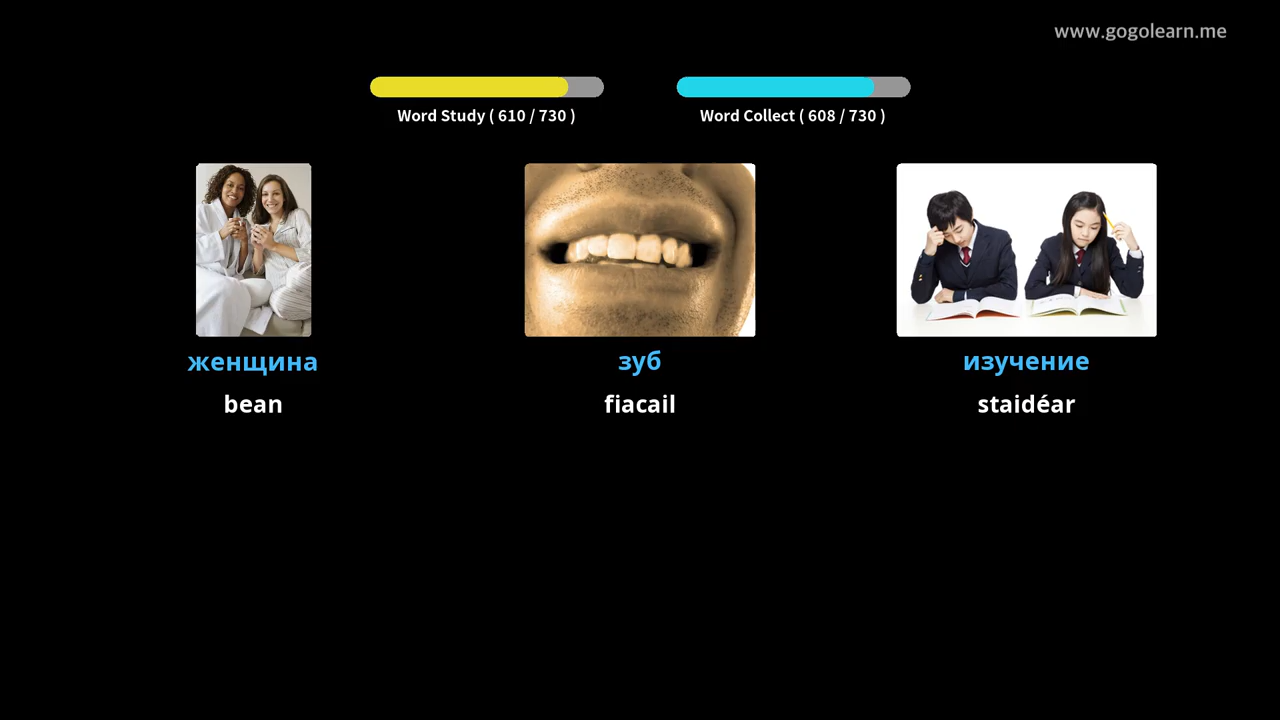 www.gogolearn.me
Word Study ( 610 / 730 )
Word Collect ( 608 / 730 )
женщина
зуб
изучение
bean
fiacail
staidéar